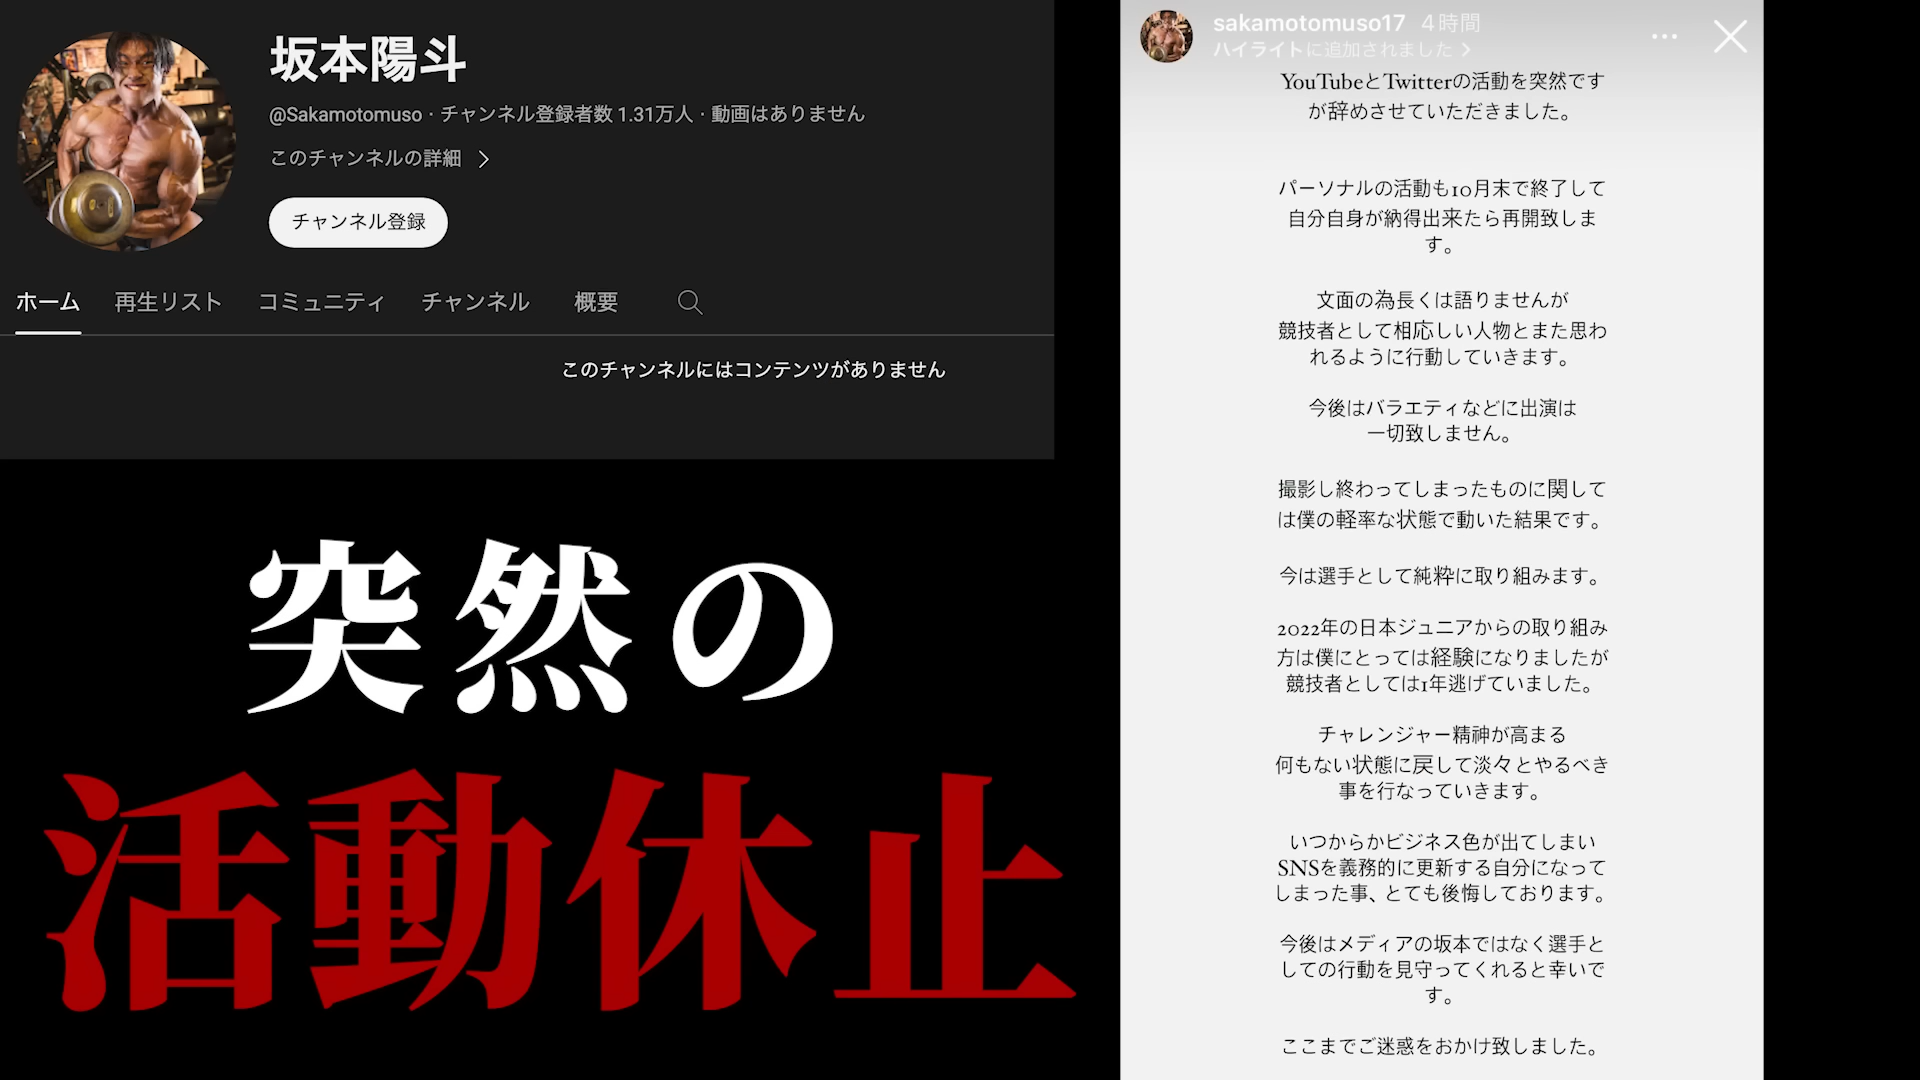 坂本陽斗
@Sakamotomuso · チャンネル登録者数 1.31万人 · 動画はありません
このチャンネルの詳細
チャンネル登録
ホーム 再生リスト コミュニティ チャンネル 概要
このチャンネルにはコンテンツがありません
突然の
活動休止
sakamotomuso17 4時間
ハイライトに追加されました
YouTubeとTwitterの活動を突然です
が辞めさせていただきました。
パーソナルの活動も10月末で終了して
自分自身が納得出来たら再開致しま
す。
文面の為長くは語りませんが
競技者として相応しい人物とまた思わ
れるように行動していきます。
今後はバラエティなどに出演は
一切致しません。
撮影し終わってしまったものに関して
は僕の軽率な状態で動いた結果です。
今は選手として純粋に取り組みます。
2022年の日本ジュニアからの取り組み
方は僕にとっては経験になりましたが
競技者としては1年逃げていました。
チャレンジャー精神が高まる
何もない状態に戻して淡々とやるべき
事を行なっていきます。
いつからかビジネス色が出てしまい
SNSを義務的に更新する自分になって
しまった事、とても後悔しております。
今後はメディアの坂本ではなく選手と
しての行動を見守ってくれると幸いで
す。
ここまでご迷惑をおかけ致しました。